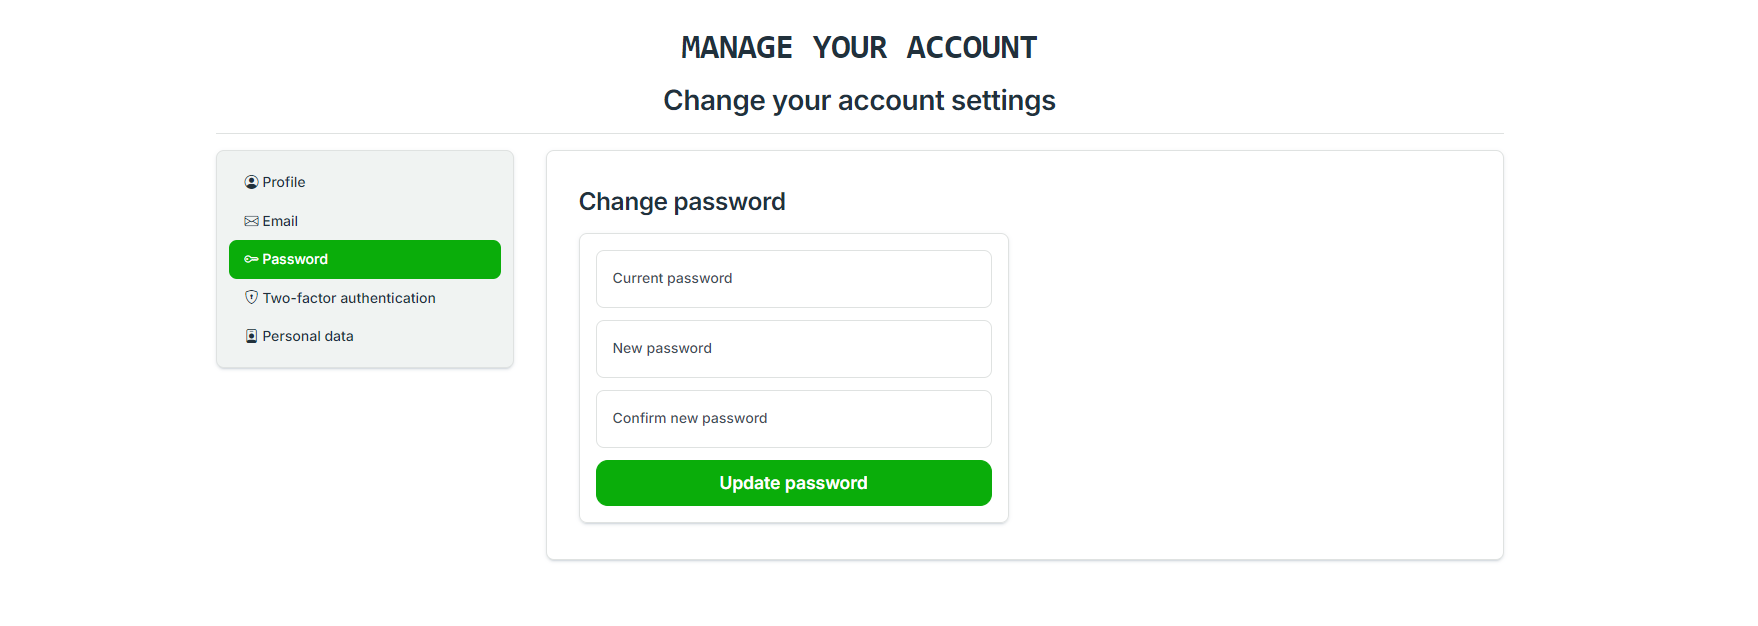 MANAGE YOUR ACCOUNT
Change your account settings
Profile
Email
Password
Two-factor authentication
Personal data
Change password
Current password
New password
Confirm new password
Update password